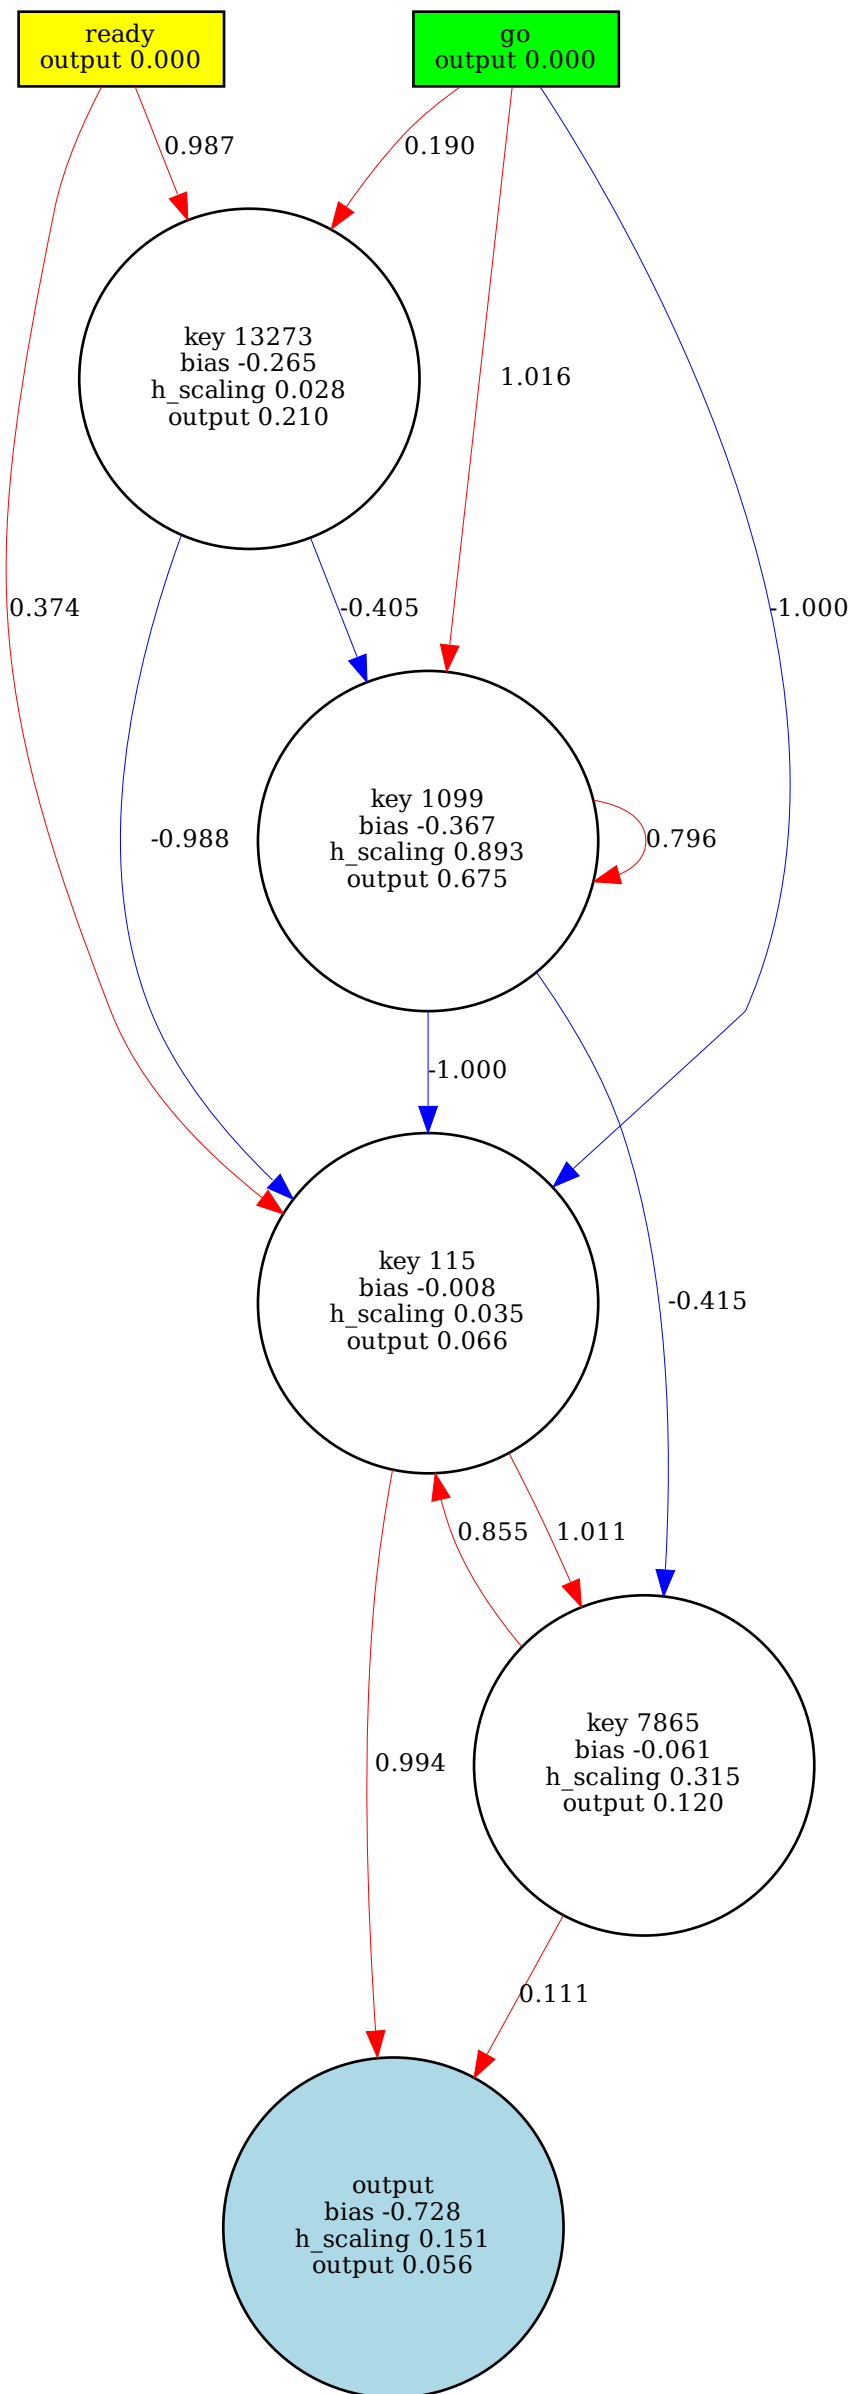 ready
output 0.000
go
output 0.000
0.987
0.190
key 13273
bias -0.265
h_scaling 0.028
output 0.210
1.016
0.374
-0.405
-1.000
key 1099
bias -0.367
h_scaling 0.893
output 0.675
-0.988
0.796
-1.000
key 115
bias -0.008
h_scaling 0.035
output 0.066
-0.415
0.855
1.011
key 7865
bias -0.061
h_scaling 0.315
output 0.120
0.994
0.111
output
bias -0.728
h_scaling 0.151
output 0.056